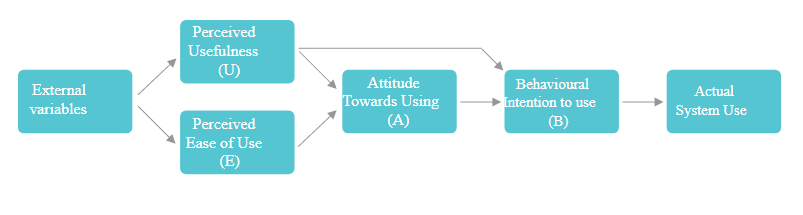 External
variables
Perceived
Usefulness
(U)
Perceived
Ease of Use
(E)
Attitude
Towards Using
(A)
Behavioural
Intention to use
(B)
Actual
System Use